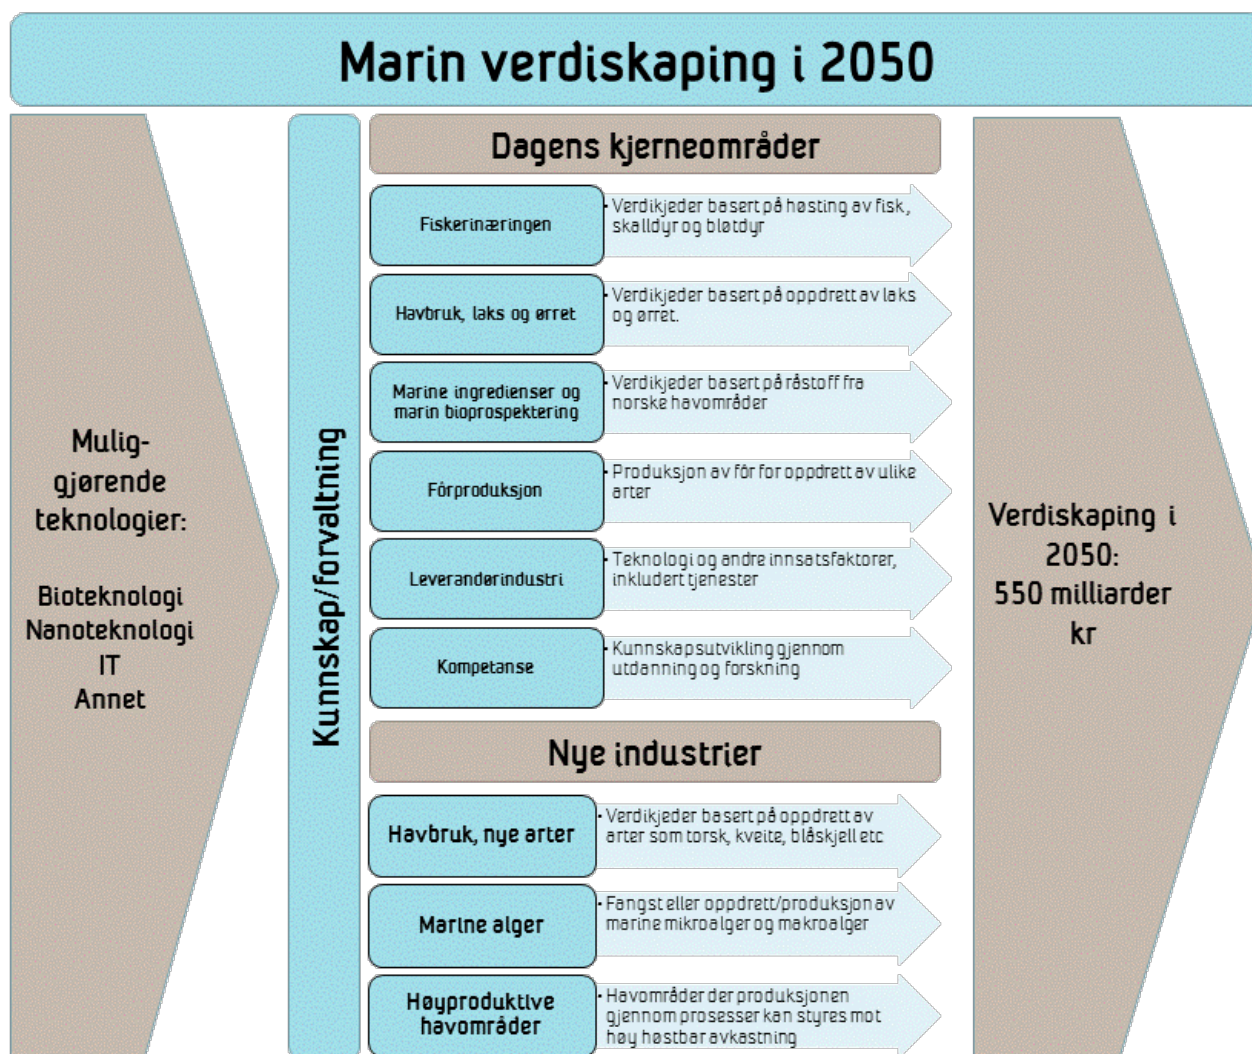 Marin verdiskaping i 2050
Mulig-
gjørende
teknologier:
Bioteknologi
Nanoteknologi
IT
Annet
Kunnskap/forvaltning
Dagens kjerneområder
Fiskerinæringen
• Verdikjeder basert på høsting av fisk,
skalldyr og bløtdyr
Havbruk, laks og ørret
• Verdikjeder basert på oppdrett av laks
og ørret.
Marine ingredienser og
marin bioprospektering
• Verdikjeder basert på råstoff fra
norske havområder
Fôrproduksjon
• Produksjon av fôr for oppdrett av ulike
arter
Leverandørindustri
• Teknologi og andre innsatsfaktorer,
inkludert tjenester
Kompetanse
• Kunnskapsutvikling gjennom
utdanning og forskning
Nye industrier
Havbruk, nye arter
• Verdikjeder basert på oppdrett av
arter som torsk, kveite, blåskjell etc
Marine alger
• Fangst eller oppdrett/produksjon av
marine mikroalger og makroalger
Høyproduktive
havområder
• Havområder der produksjonen
gjennom prosesser kan styres mot
høy høstbar avkastning
Verdiskaping i
2050:
550 milliarder
kr